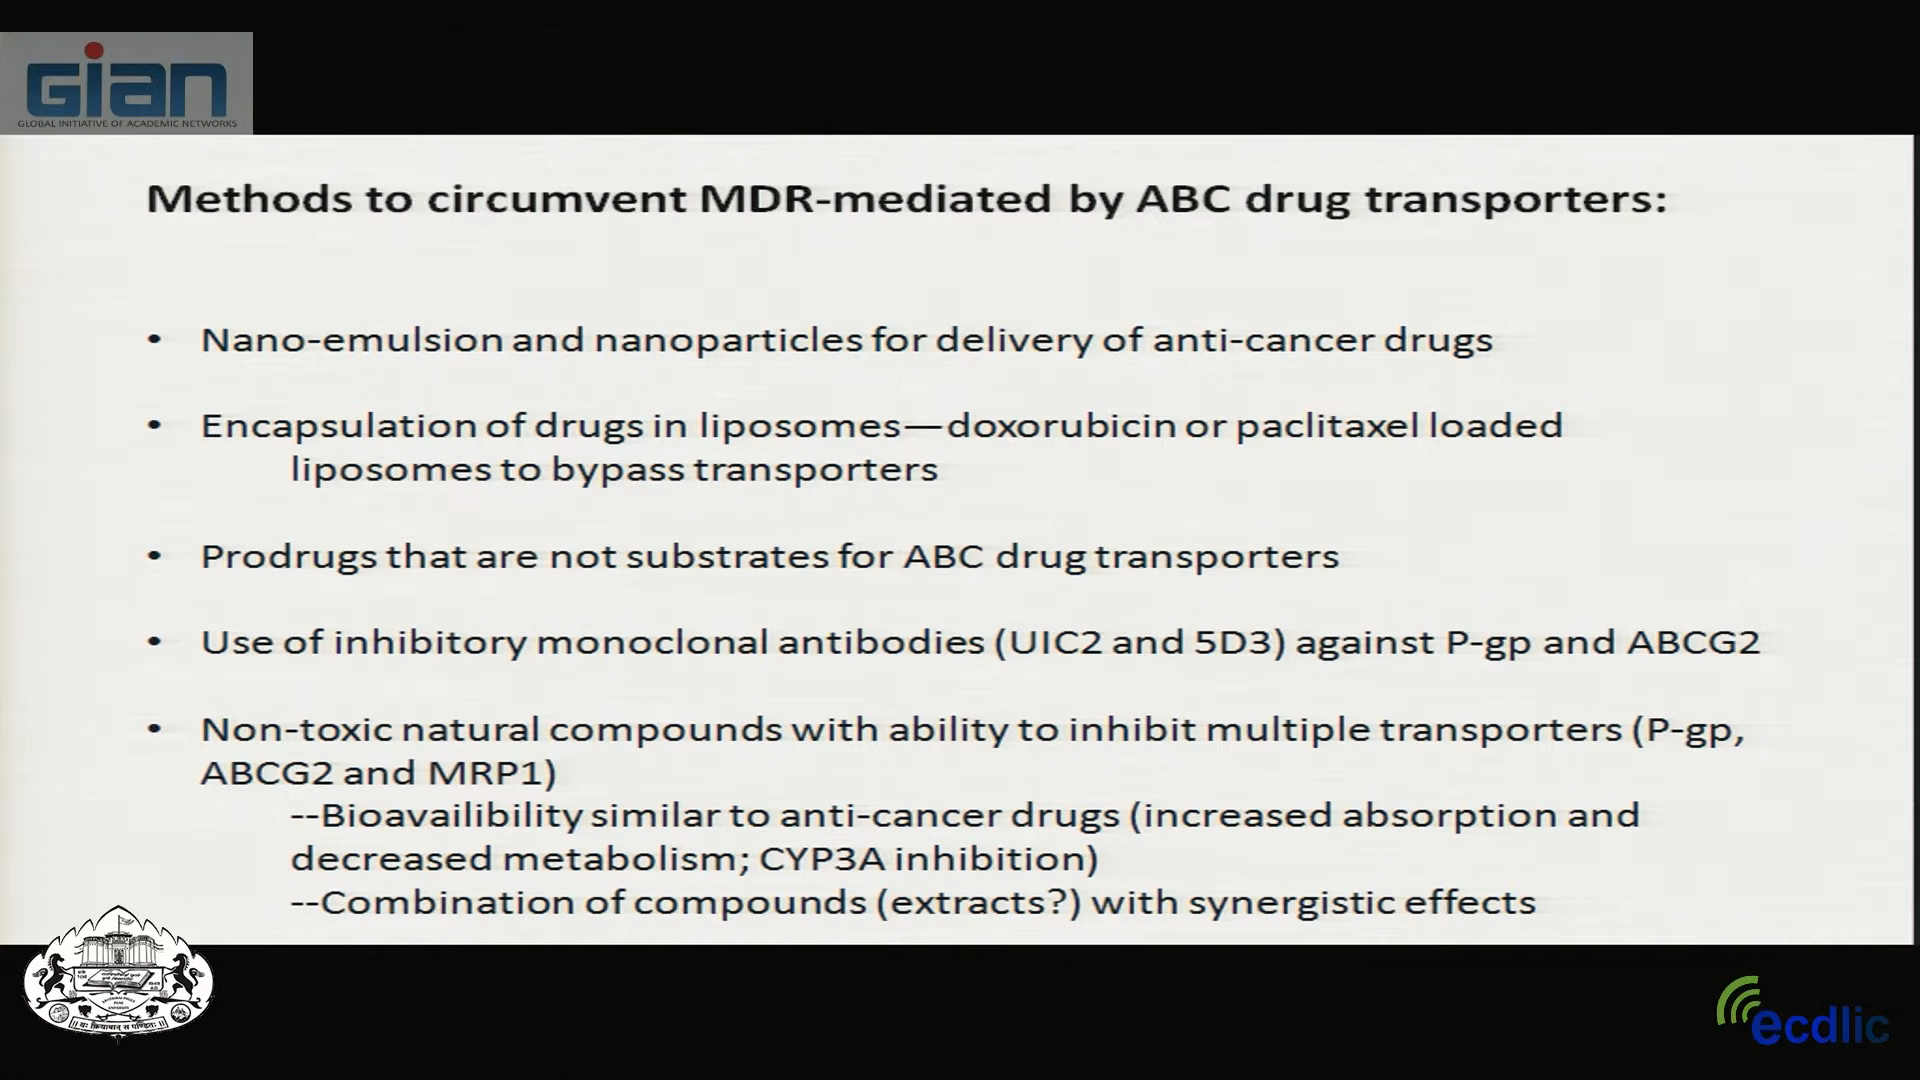 GIAN
GLOBAL INITIATIVE OF ACADEMIC NETWORKS
Methods to circumvent MDR-mediated by ABC drug transporters:
• Nano-emulsion and nanoparticles for delivery of anti-cancer drugs
• Encapsulation of drugs in liposomes—doxorubicin or paclitaxel loaded
liposomes to bypass transporters
• Prodrugs that are not substrates for ABC drug transporters
• Use of inhibitory monoclonal antibodies (UIC2 and 5D3) against P-gp and ABCG2
• Non-toxic natural compounds with ability to inhibit multiple transporters (P-gp,
ABCG2 and MRP1)
--Bioavailibility similar to anti-cancer drugs (increased absorption and
decreased metabolism; CYP3A inhibition)
--Combination of compounds (extracts?) with synergistic effects
ecdlic